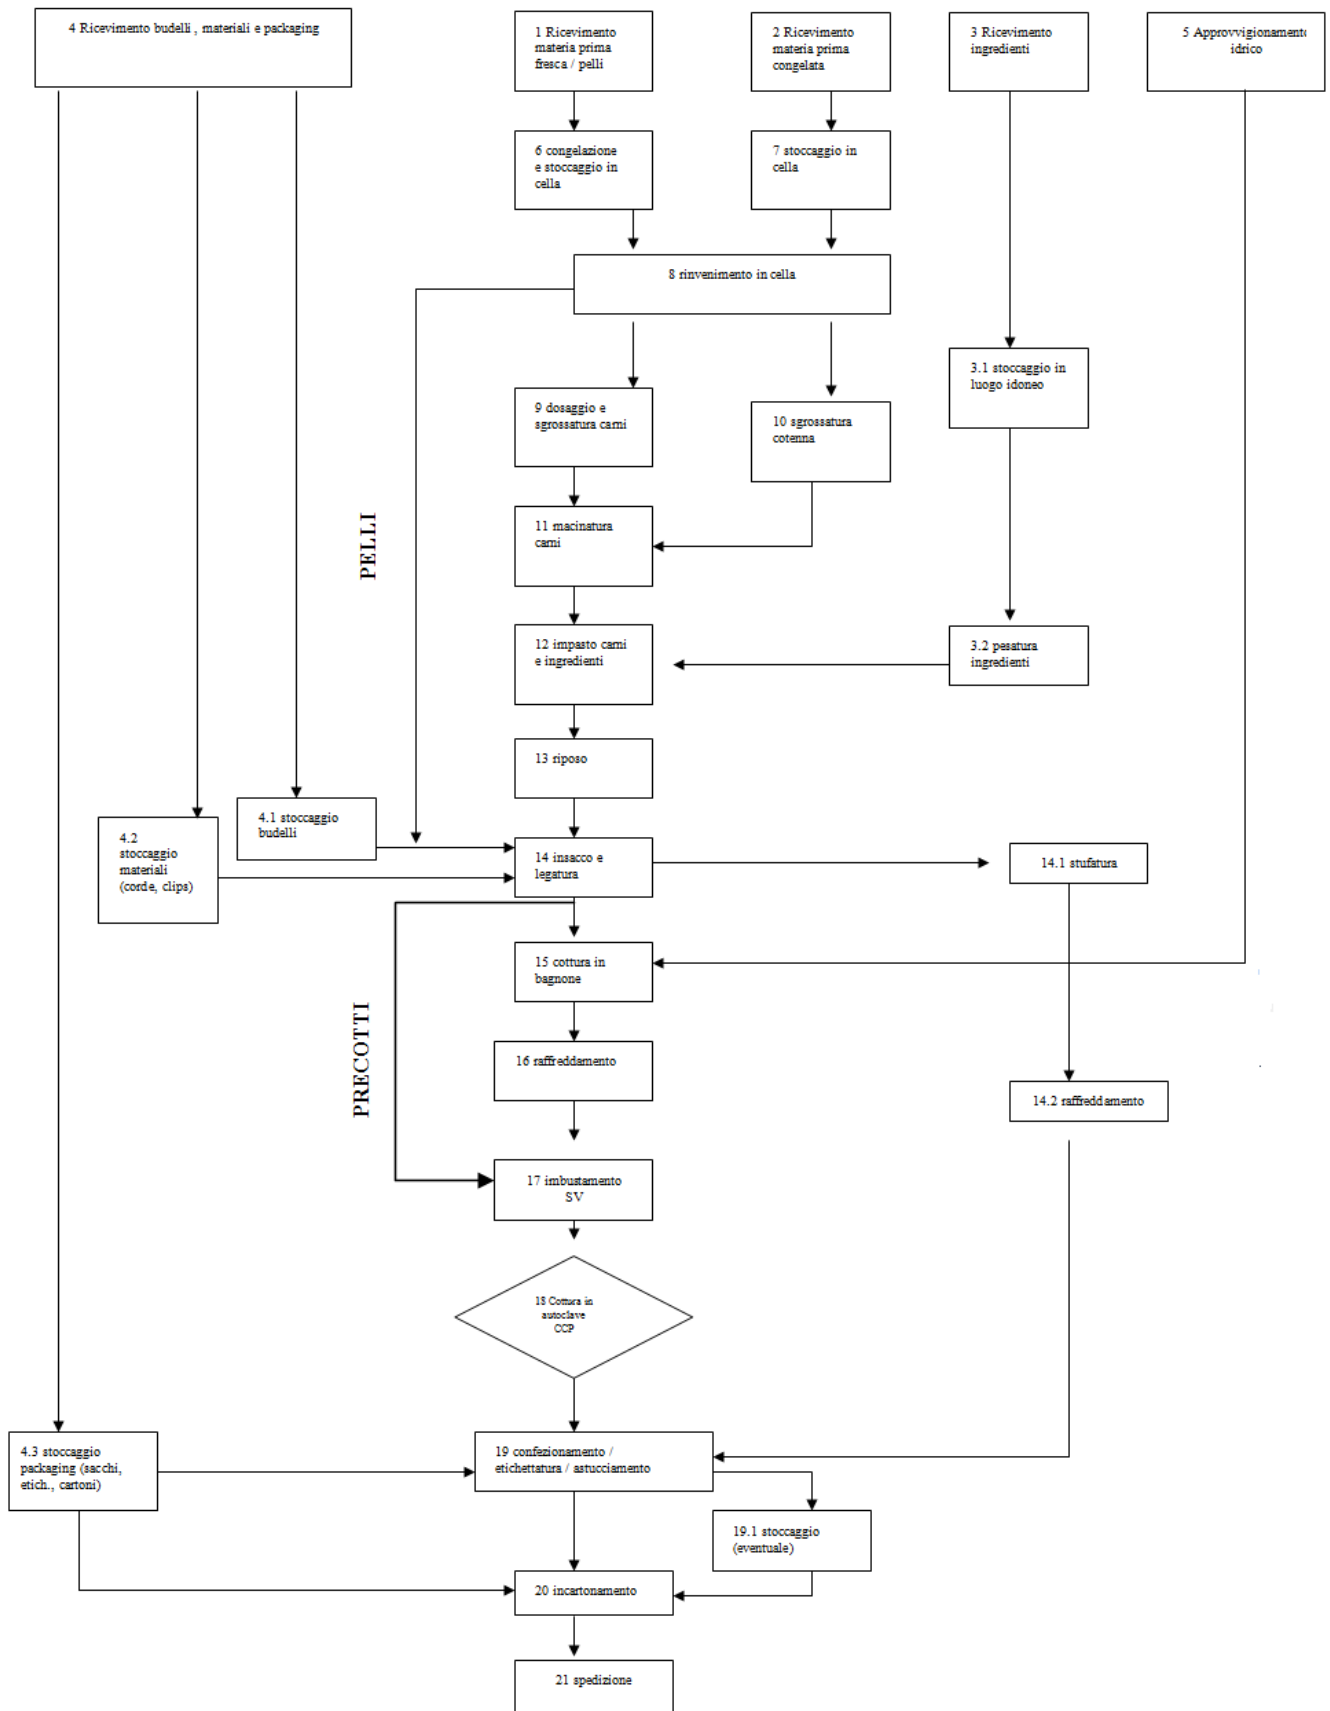 4 Ricevimento budelli , materiali e packaging
1 Ricevimento
materia prima
fresca / pelli
2 Ricevimento
materia prima
congelata
3 Ricevimento
ingredienti
5 Approvvigionamento
idrico
6 congelazione
e stoccaggio in
cella
7 stoccaggio in
cella
8 rinvenimento in cella
3.1 stoccaggio in
luogo idoneo
9 dosaggio e
sgrossatura carni
10 sgrossatura
cotenna
PELLI
11 macinatura
carni
12 impasto carni
e ingredienti
3.2 pesatura
ingredienti
13 riposo
4.1 stoccaggio
budelli
4.2
stoccaggio
materiali
(corde, clips)
14 insacco e
legatura
14.1 stufatura
15 cottura in
bagnone
PRECOTTI
16 raffreddamento
14.2 raffreddamento
17 imbustamento
SV
18 Cottura in
autoclave
CCP
4.3 stoccaggio
packaging (sacchi,
etich., cartoni)
19 confezionamento /
etichettatura / astucciamento
19.1 stoccaggio
(eventuale)
20 incartonamento
21 spedizione